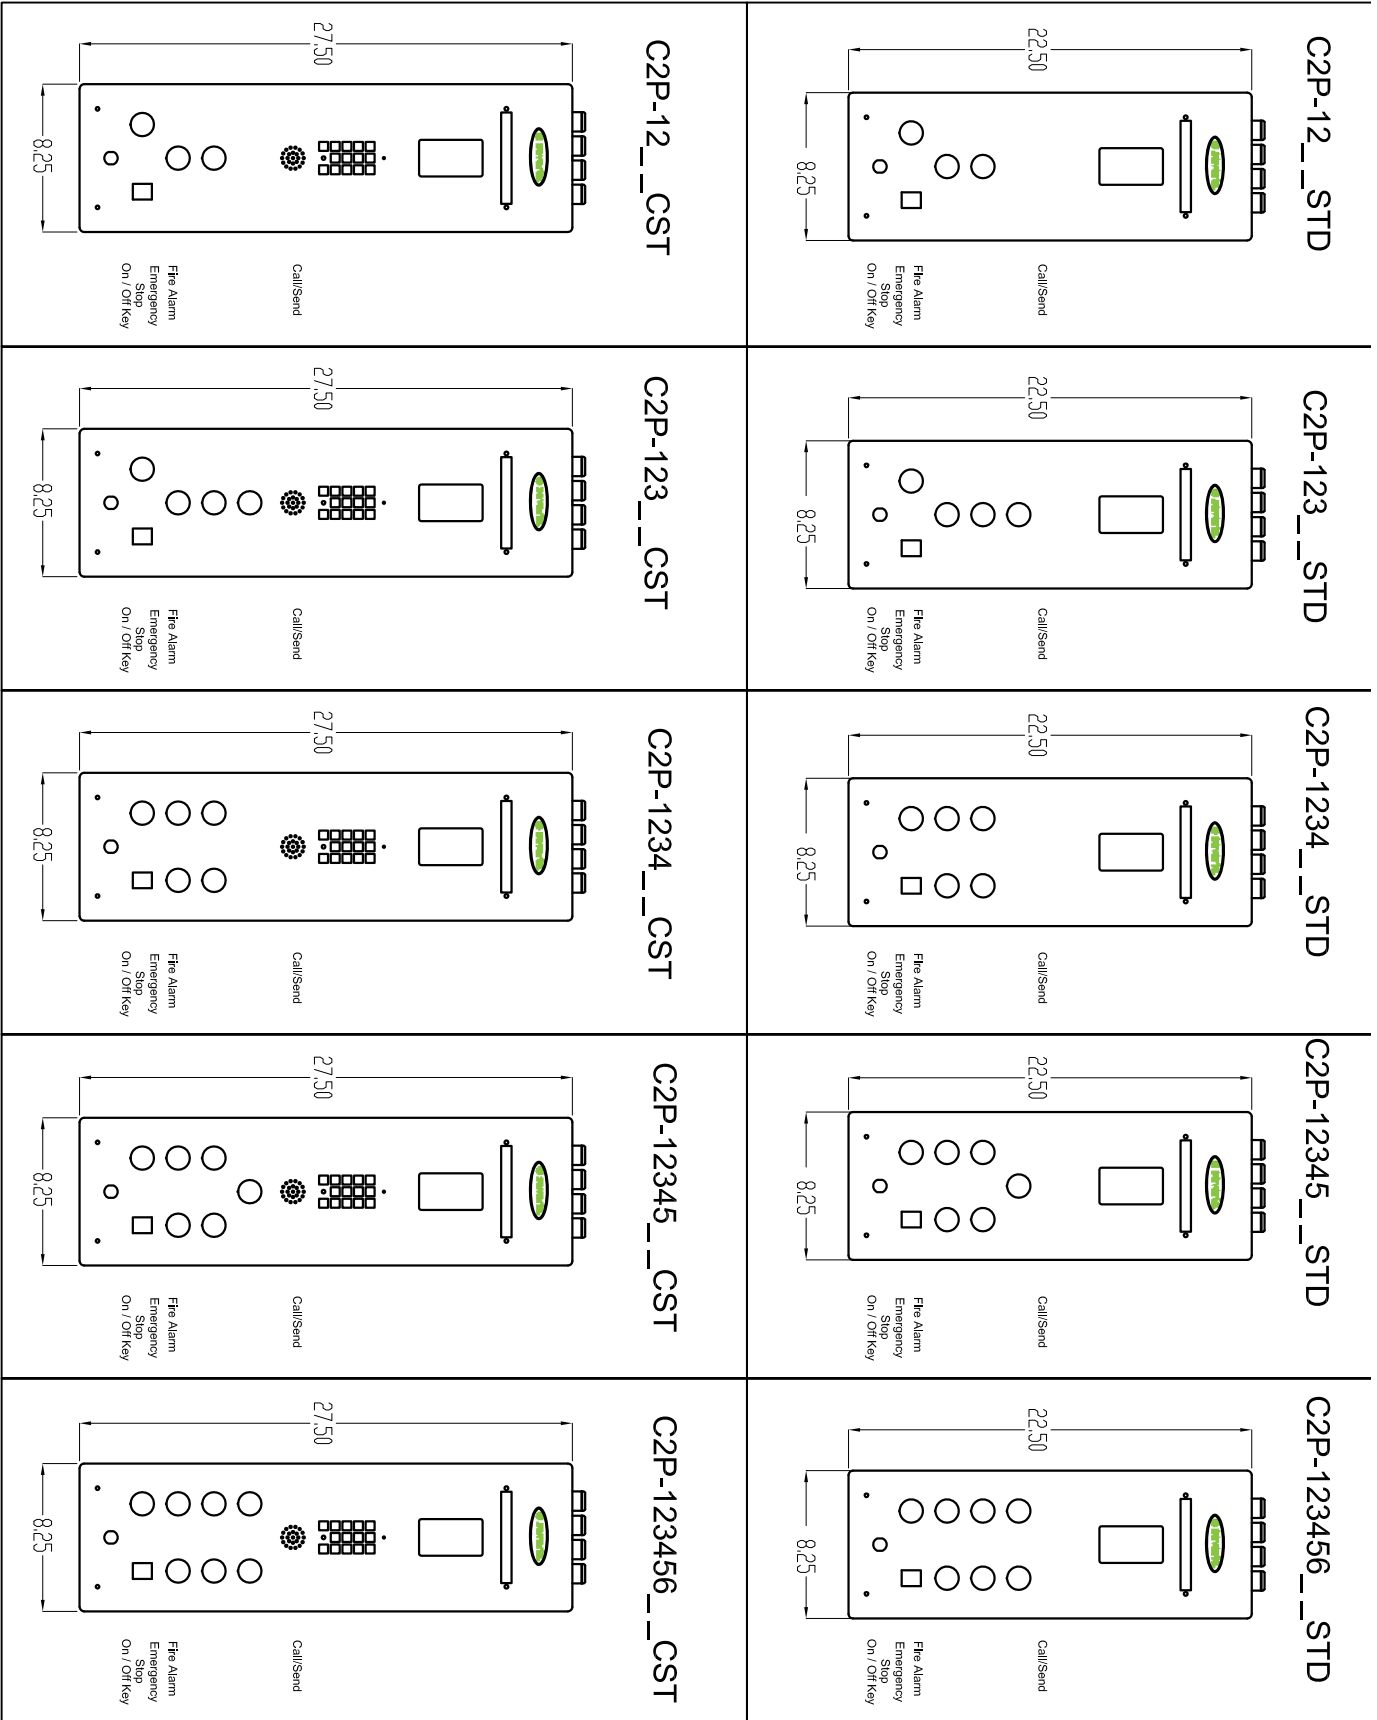 C2P-12__STD
22.50
8.25
Call/Send
Fire Alarm
Emergency
Stop
On / Off Key
C2P-123__STD
22.50
8.25
Call/Send
Fire Alarm
Emergency
Stop
On / Off Key
C2P-1234__STD
22.50
8.25
Call/Send
Fire Alarm
Emergency
Stop
On / Off Key
C2P-12345__STD
22.50
8.25
Call/Send
Fire Alarm
Emergency
Stop
On / Off Key
C2P-123456__STD
22.50
8.25
Call/Send
Fire Alarm
Emergency
Stop
On / Off Key
C2P-12__CST
27.50
8.25
Call/Send
Fire Alarm
Emergency
Stop
On / Off Key
C2P-123__CST
27.50
8.25
Call/Send
Fire Alarm
Emergency
Stop
On / Off Key
C2P-1234__CST
27.50
8.25
Call/Send
Fire Alarm
Emergency
Stop
On / Off Key
C2P-12345__CST
27.50
8.25
Call/Send
Fire Alarm
Emergency
Stop
On / Off Key
C2P-123456__CST
27.50
8.25
Call/Send
Fire Alarm
Emergency
Stop
On / Off Key